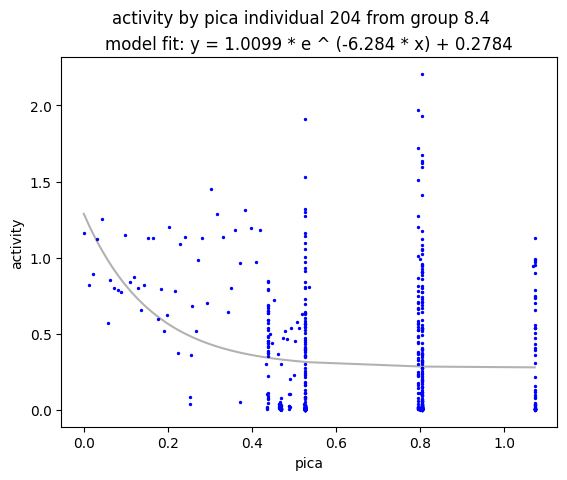 activity by pica individual 204 from group 8.4
model fit: y = 1.0099 * e ^ (-6.284 * x) + 0.2784
activity
2.0
1.5
1.0
0.5
0.0
0.0 0.2 0.4 0.6 0.8 1.0
pica